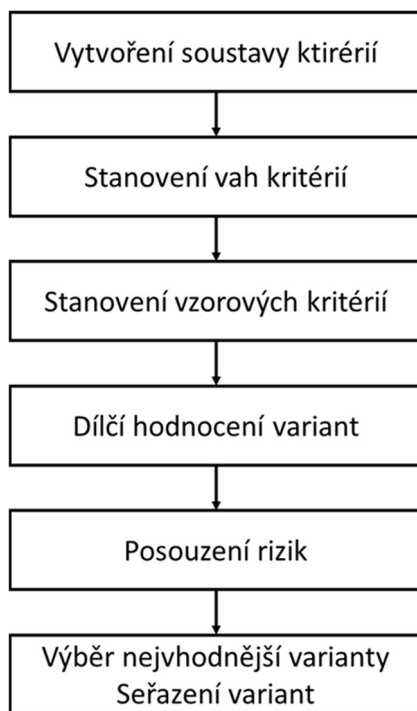 Vytvoření soustavy ktirérií
Stanovení vah kritérií
Stanovení vzorových kritérií
Dílčí hodnocení variant
Posouzení rizik
Výběr nejvhodnější varianty
Seřazení variant